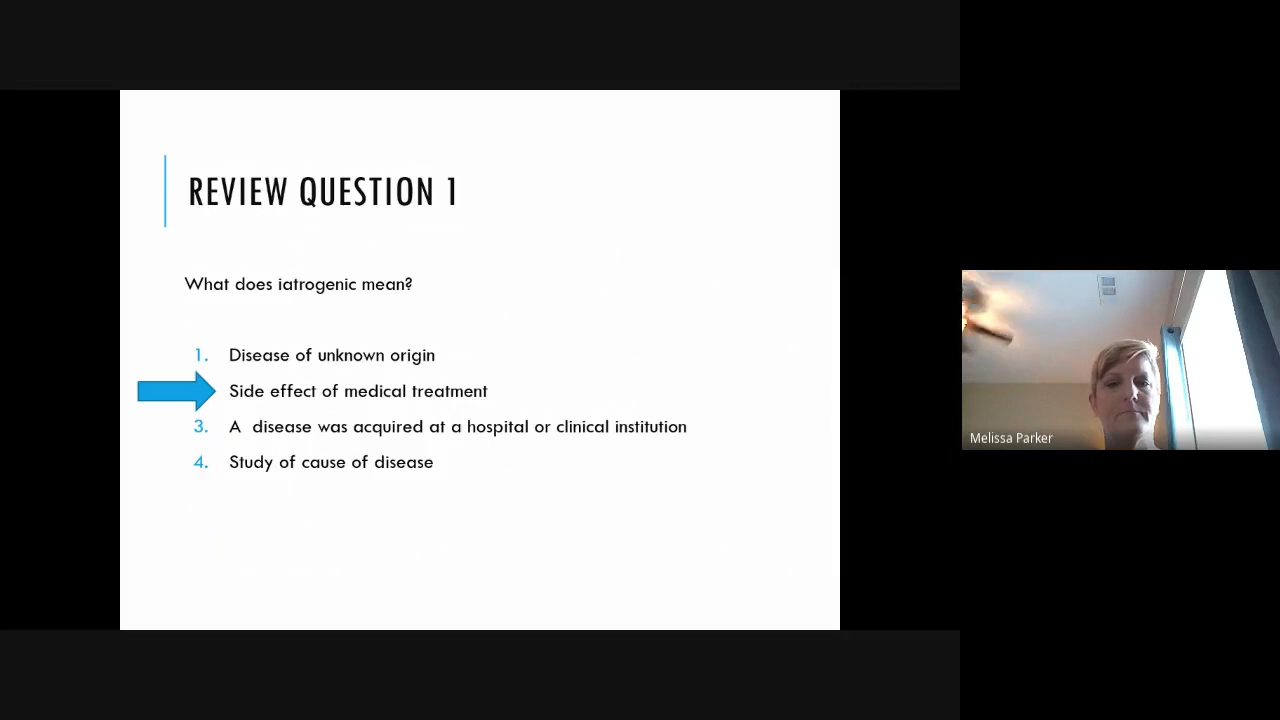 REVIEW QUESTION 1
What does iatrogenic mean?
1. Disease of unknown origin
Side effect of medical treatment
3. A disease was acquired at a hospital or clinical institution
4. Study of cause of disease
Melissa Parker